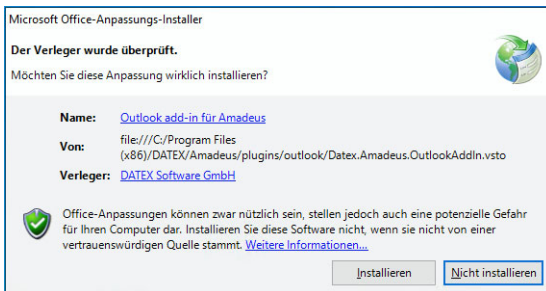 Microsoft Office-Anpassungs-Installer
Der Verleger wurde überprüft.
Möchten Sie diese Anpassung wirklich installieren?
Name: Outlook add-in für Amadeus
Von: file:///C:/Program Files
(x86)/DATEX/Amadeus/plugins/outlook/Datex.Amadeus.OutlookAddIn.vsto
Verleger: DATEX Software GmbH
Office-Anpassungen können zwar nützlich sein, stellen jedoch auch eine potenzielle Gefahr
für Ihren Computer dar. Installieren Sie diese Software nicht, wenn sie nicht von einer
vertrauenswürdigen Quelle stammt. Weitere Informationen...
Installieren Nicht installieren